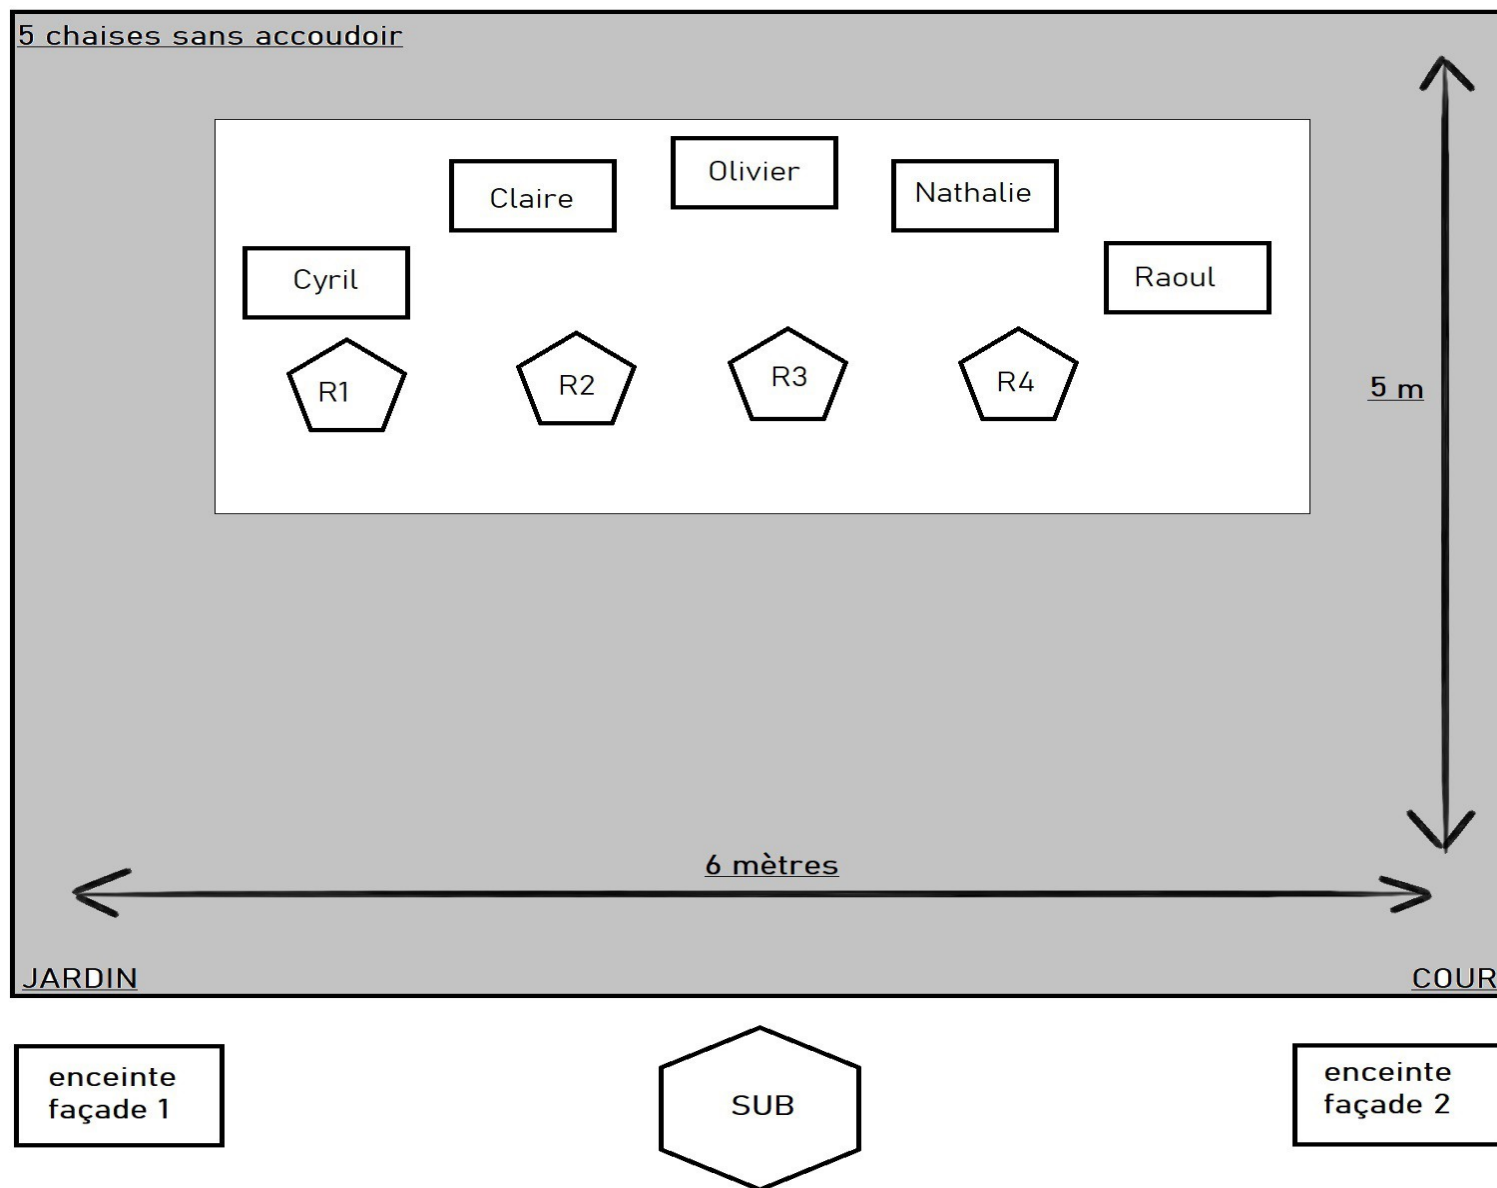 5 chaises sans accoudoir
Olivier
Claire
Nathalie
Cyril
Raoul
R1
R2
R3
R4
5 m
6 mètres
JARDIN
COUR
enceinte
façade 1
SUB
enceinte
façade 2